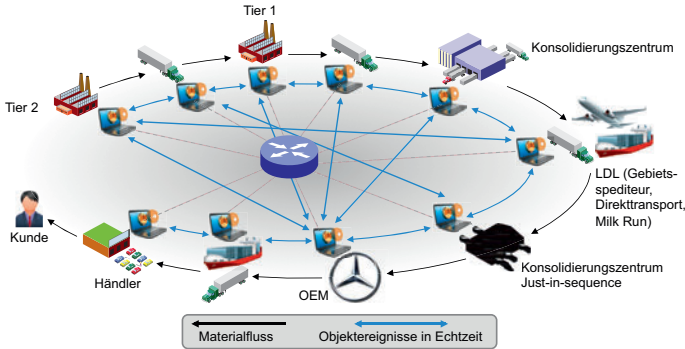 Tier 1
Konsolidierungszentrum
Tier 2
LDL (Gebiets-
spediteur,
Direkttransport,
Milk Run)
Kunde
Händler
OEM
Konsolidierungszentrum
Just-in-sequence
Materialfluss
Objektereignisse in Echtzeit